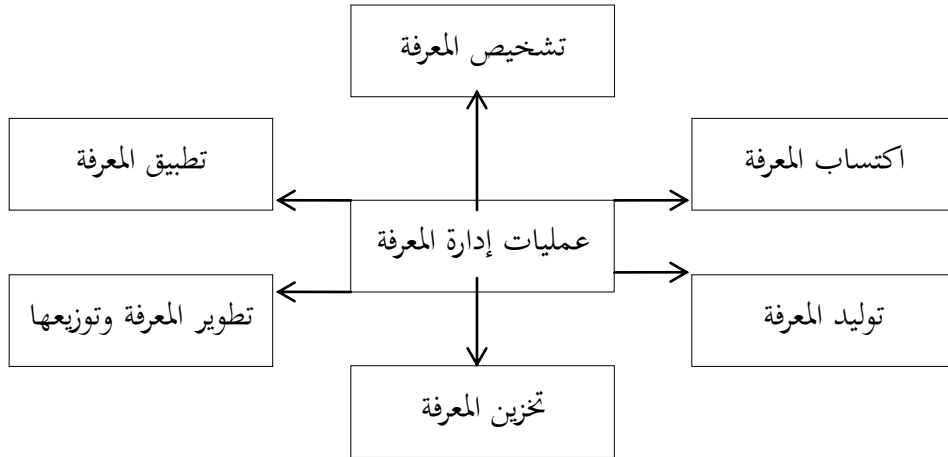 تشخيص المعرفة
اكتساب المعرفة
تطبيق المعرفة
عمليات إدارة المعرفة
توليد المعرفة
تطوير المعرفة وتوزيعها
تخزين المعرفة